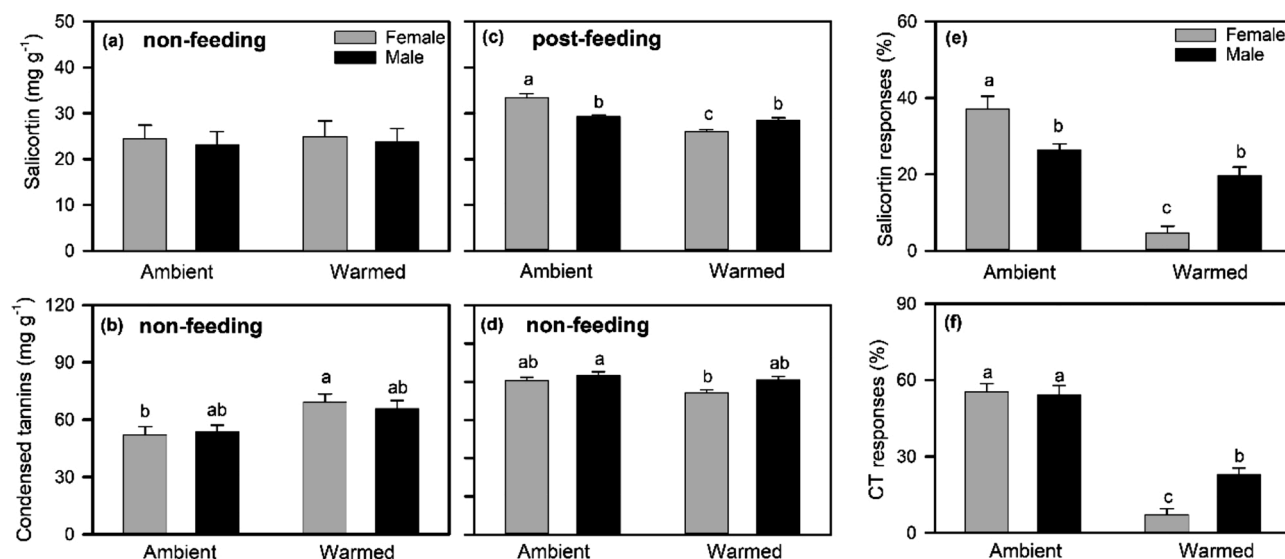 (a) non-feeding
Female
Male
Salicortin (mg g⁻¹)
50
40
30
20
10
0
Ambient Warmed
(c) post-feeding
a
b
c
b
Ambient Warmed
(e)
Female
Male
Salicortin responses (%)
60
40
20
0
a
b
c
b
Ambient Warmed
(b) non-feeding
Condensed tannins (mg g⁻¹)
120
90
60
30
0
b
ab
a
ab
Ambient Warmed
(d) non-feeding
ab
a
b
ab
Ambient Warmed
(f)
CT responses (%)
90
60
30
0
a
a
c
b
Ambient Warmed